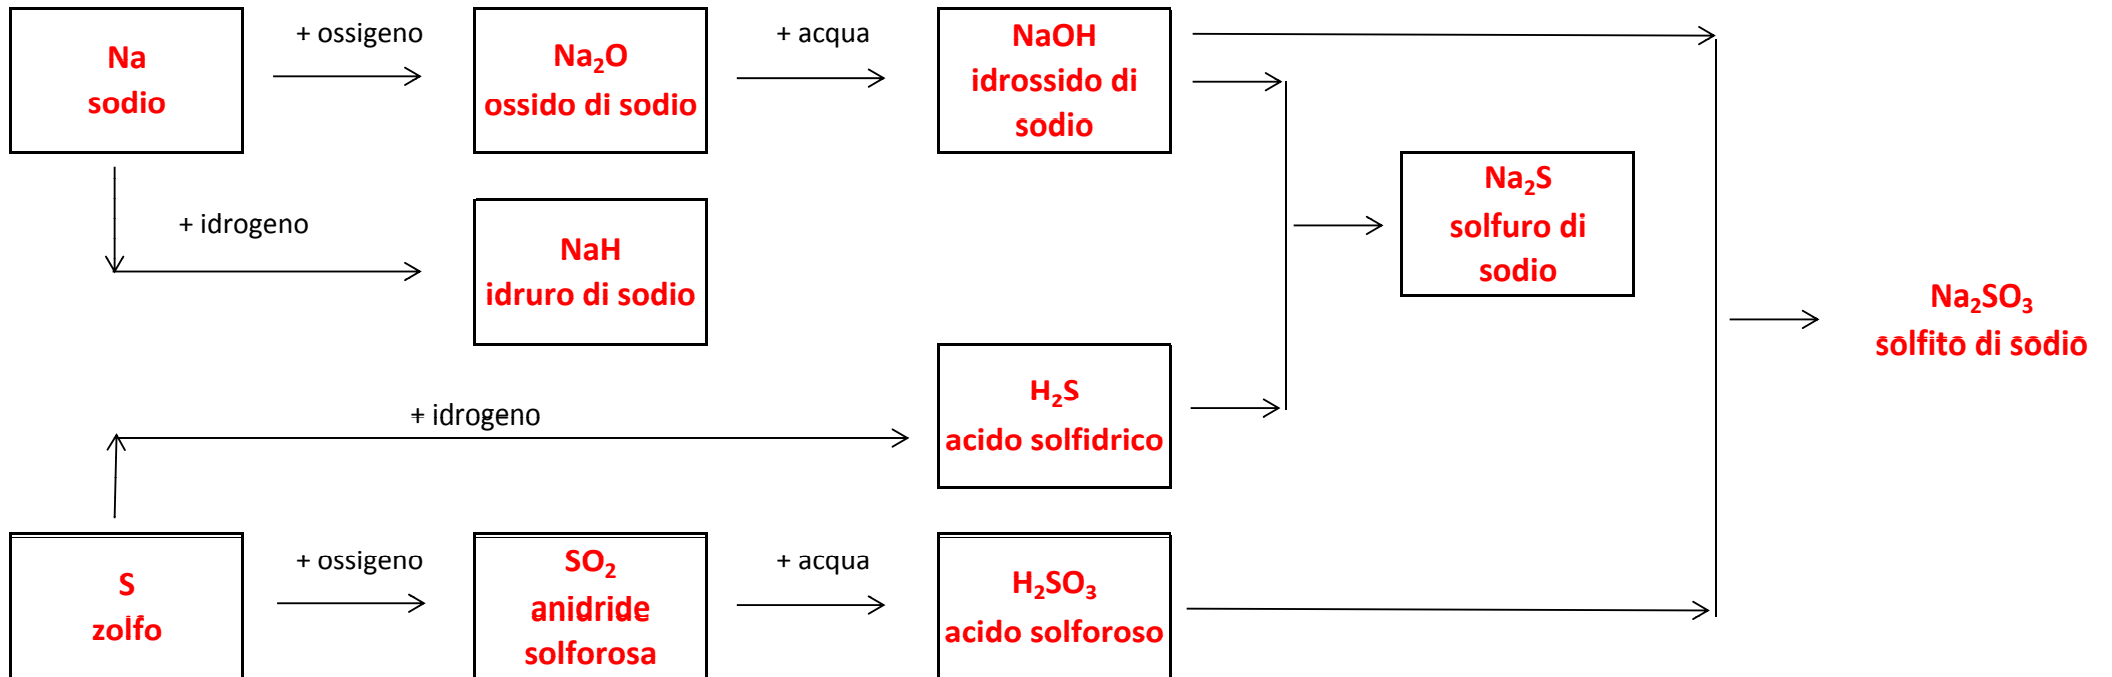 Na
sodio
+ ossigeno
Na₂O
ossido di sodio
+ acqua
NaOH
idrossido di
sodio
+ idrogeno
NaH
idruro di sodio
Na₂S
solfuro di
sodio
Na₂SO₃
solfito di sodio
+ idrogeno
H₂S
acido solfidrico
S
zolfo
+ ossigeno
SO₂
anidride
solforosa
+ acqua
H₂SO₃
acido solforoso